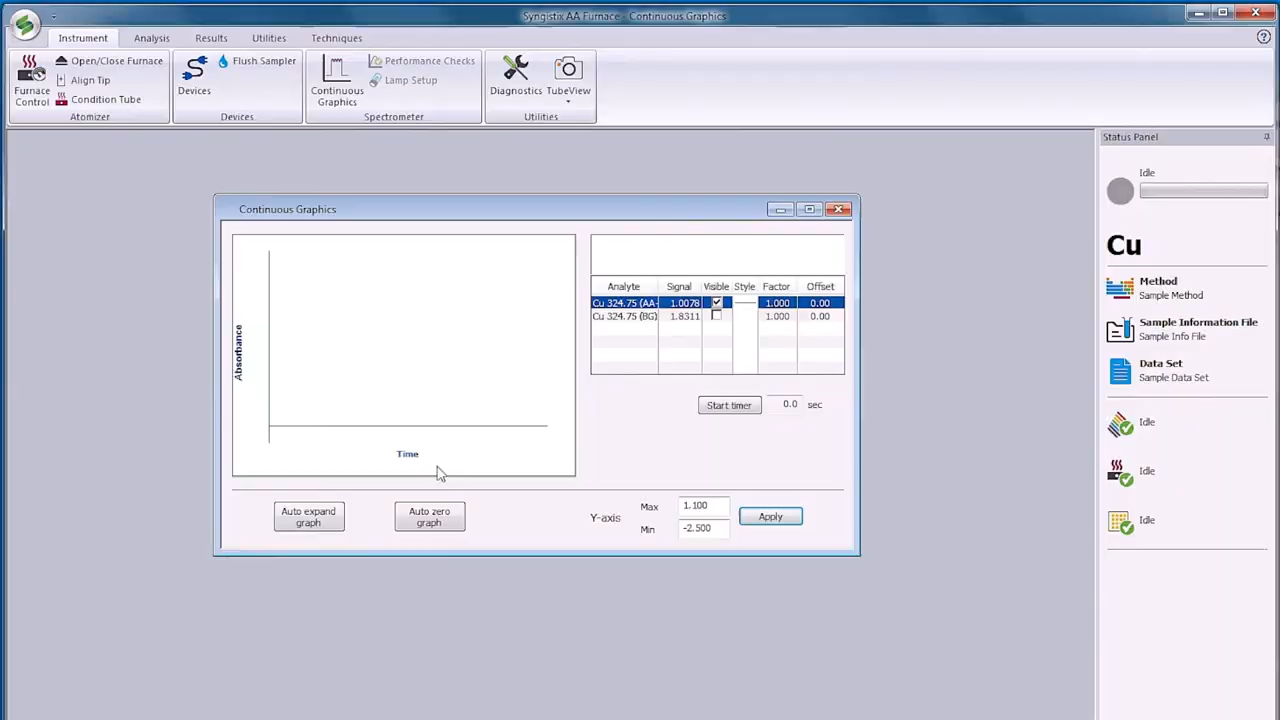 Syngistix AA Furnace - Continuous Graphics
Instrument Analysis Results Utilities Techniques
Furnace Control
Open/Close Furnace
Align Tip
Condition Tube
Atomizer
Devices
Flush Sampler
Devices
Continuous Graphics
Performance Checks
Lamp Setup
Spectrometer
Diagnostics
TubeView
Utilities
Continuous Graphics
Absorbance
Time
Analyte Signal Visible Style Factor Offset
Cu 324.75 (AA- 1.0078 1.000 0.00
Cu 324.75 (BG) 1.8311 1.000 0.00
Start timer 0.0 sec
Auto expand graph
Auto zero graph
Y-axis
Max 1.100
Min -2.500
Apply
Status Panel
Idle
Cu
Method
Sample Method
Sample Information File
Sample Info File
Data Set
Sample Data Set
Idle
Idle
Idle